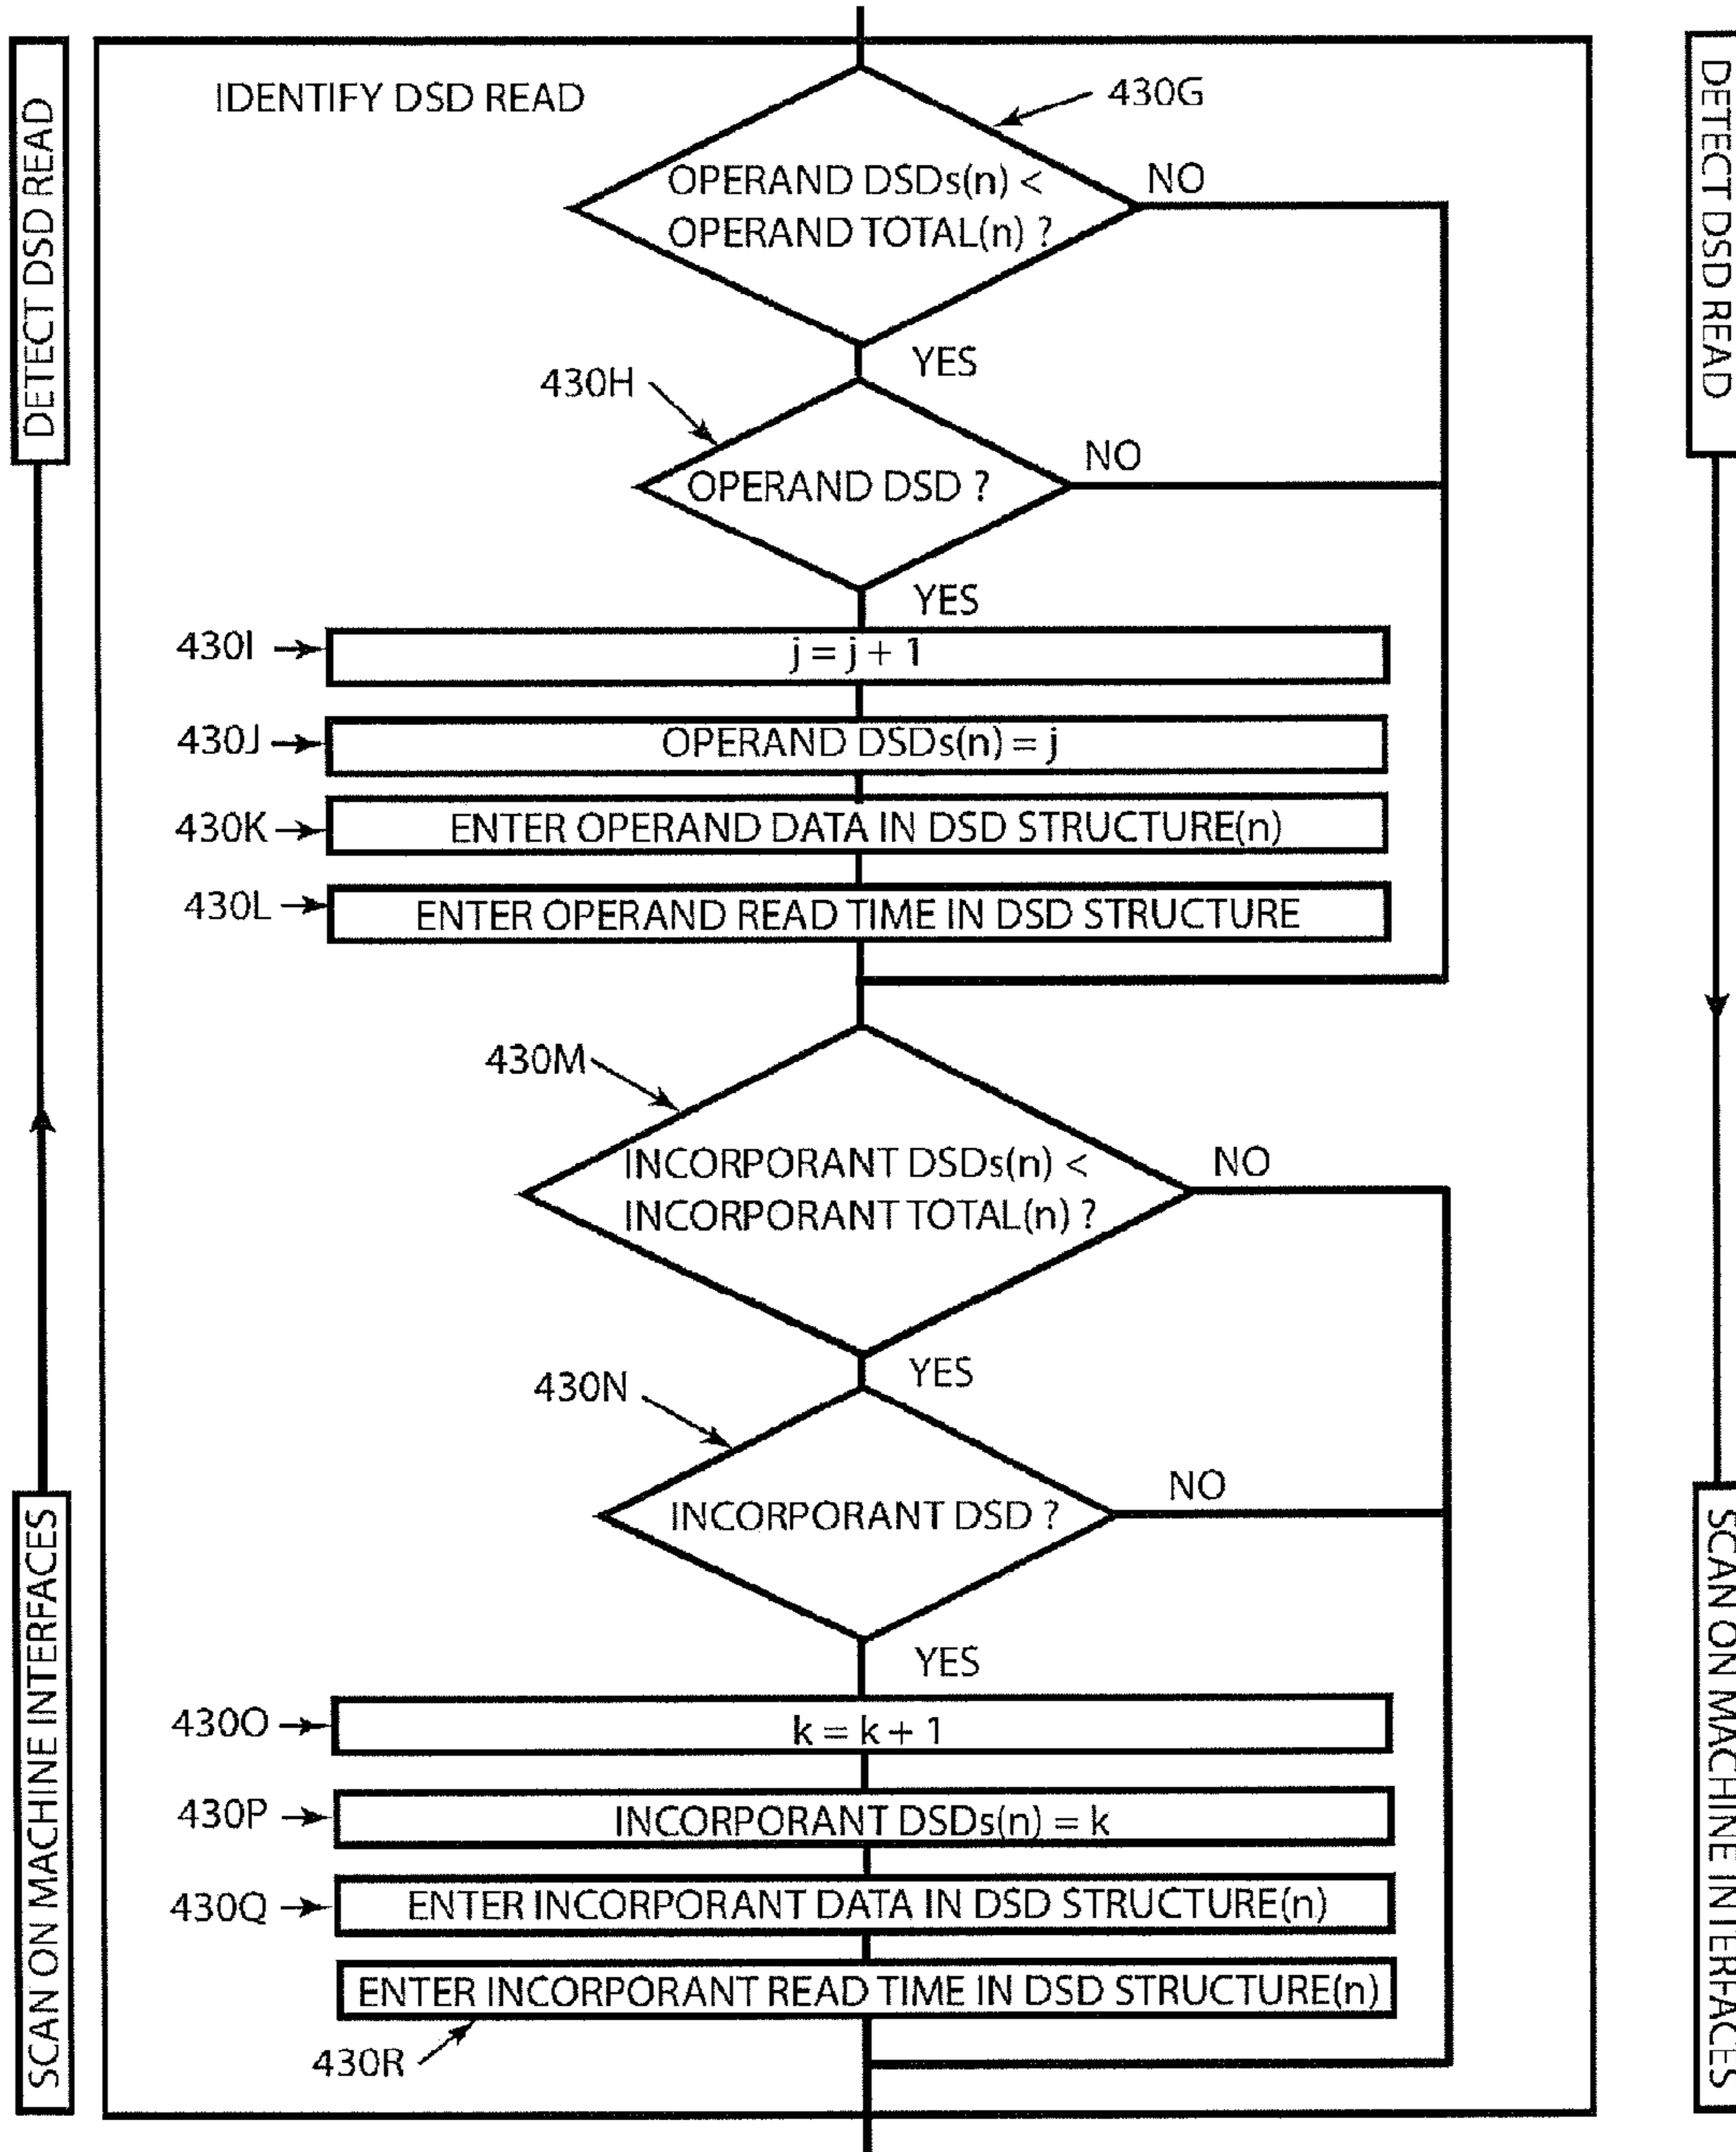 DETECT DSD READ
SCAN ON MACHINE INTERFACES
IDENTIFY DSD READ
430G
OPERAND DSDs(n) <
OPERAND TOTAL(n) ?
NO
YES
430H
OPERAND DSD ?
NO
YES
430I
j = j + 1
430J
OPERAND DSDs(n) = j
430K
ENTER OPERAND DATA IN DSD STRUCTURE(n)
430L
ENTER OPERAND READ TIME IN DSD STRUCTURE
430M
INCORPORANT DSDs(n) <
INCORPORANT TOTAL(n) ?
NO
YES
430N
INCORPORANT DSD ?
NO
YES
430O
k = k + 1
430P
INCORPORANT DSDs(n) = k
430Q
ENTER INCORPORANT DATA IN DSD STRUCTURE(n)
ENTER INCORPORANT READ TIME IN DSD STRUCTURE(n)
430R
DETECT DSD READ
SCAN ON MACHINE INTERFACES